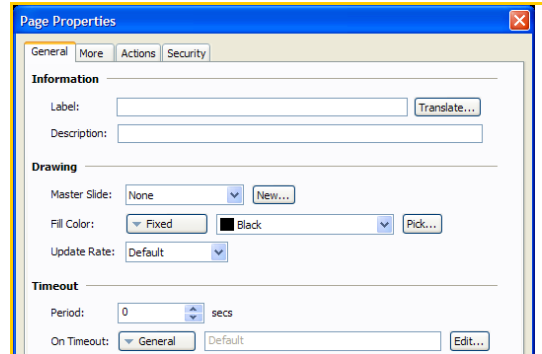 Page Properties
General More Actions Security
Information
Label: Translate...
Description:
Drawing
Master Slide: None New...
Fill Color: Fixed Black Pick...
Update Rate: Default
Timeout
Period: 0 secs
On Timeout: General Default Edit...